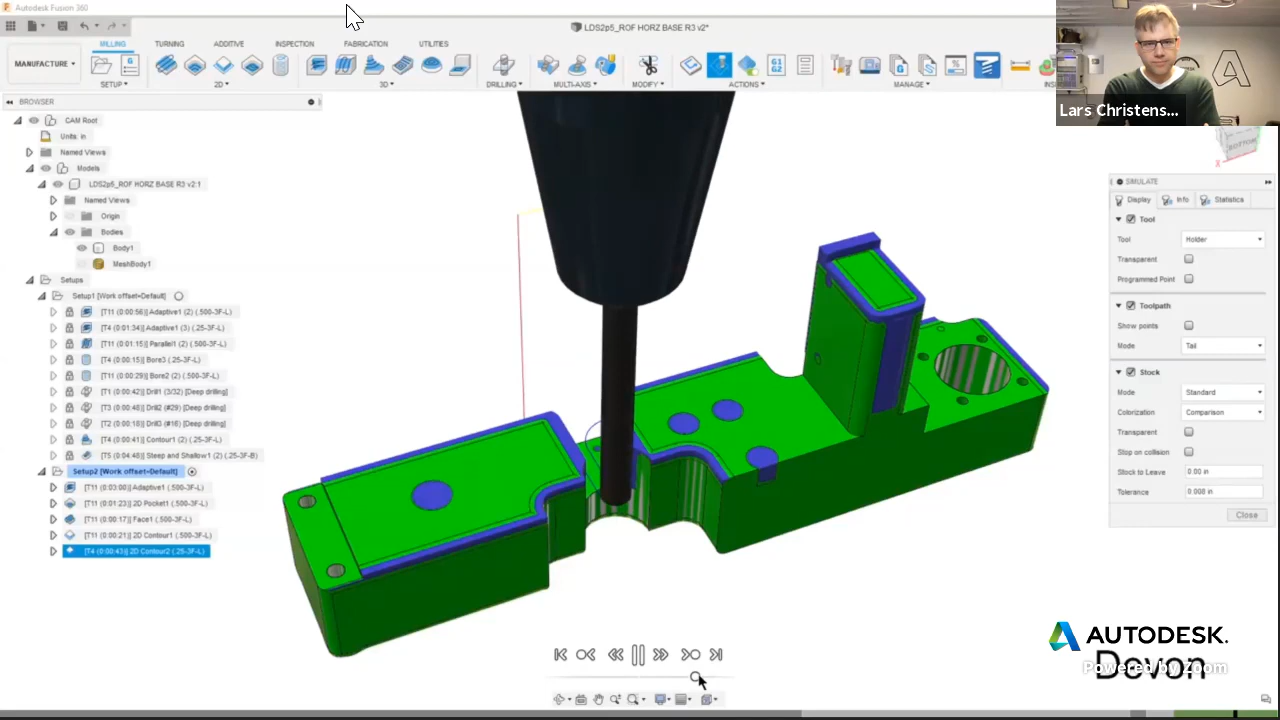 Autodesk Fusion 360
LDS2p5_ROF HORZ BASE R3 v2*
MILLING TURNING ADDITIVE INSPECTION FABRICATION UTILITIES
MANUFACTURE
G1
G2
SETUP 2D 3D DRILLING MULTI-AXIS MODIFY ACTIONS MANAGE
BROWSER
CAM Root
Units: in
Named Views
Models
LDS2p5_ROF HORZ BASE R3 v2:1
Named Views
Origin
Bodies
Body1
MeshBody1
Setups
Setup1 [Work offset=Default]
[T11 (0:00:56)] Adaptive1 (2) (.500-3F-L)
[T4 (0:01:34)] Adaptive1 (3) (.25-3F-L)
[T11 (0:01:15)] Parallel1 (2) (.500-3F-L)
[T4 (0:00:15)] Bore3 (.25-3F-L)
[T11 (0:00:29)] Bore2 (2) (.500-3F-L)
[T1 (0:00:42)] Drill1 (3/32) [Deep drilling]
[T3 (0:00:48)] Drill2 (#29) [Deep drilling]
[T2 (0:00:18)] Drill3 (#16) [Deep drilling]
[T4 (0:00:41)] Contour1 (2) (.25-3F-L)
[T5 (0:04:48)] Steep and Shallow1 (2) (.25-3F-B)
Setup2 [Work offset=Default]
[T11 (0:03:00)] Adaptive1 (.500-3F-L)
[T11 (0:01:23)] 2D Pocket1 (.500-3F-L)
[T11 (0:00:17)] Face1 (.500-3F-L)
[T11 (0:00:21)] 2D Contour1 (.500-3F-L)
[T4 (0:00:43)] 2D Contour2 (.25-3F-L)
Lars Christens...
BOTTOM
X
SIMULATE
Display Info Statistics
Tool
Tool Holder
Transparent
Programmed Point
Toolpath
Show points
Mode Tail
Stock
Mode Standard
Colorization Comparison
Transparent
Stop on collision
Stock to Leave 0.00 in
Tolerance 0.008 in
Close
AUTODESK.
Devon
Powered by Zoom